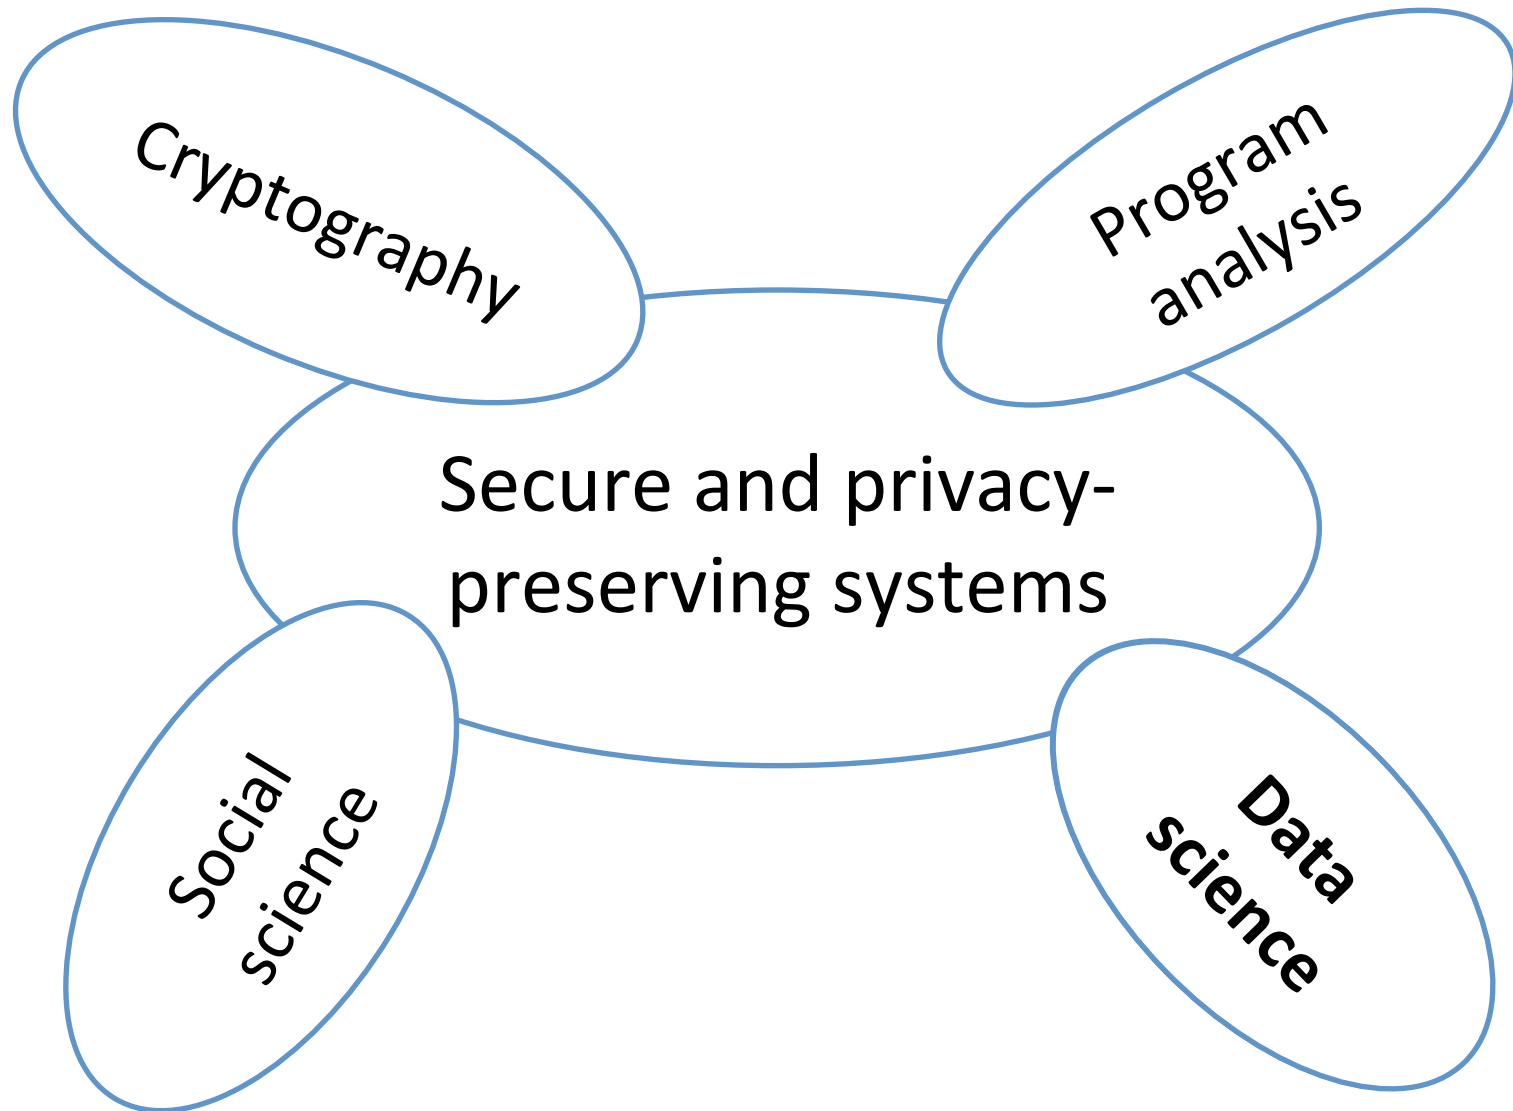 Cryptography
Program
analysis
Secure and privacy-
preserving systems
Social
science
Data
science